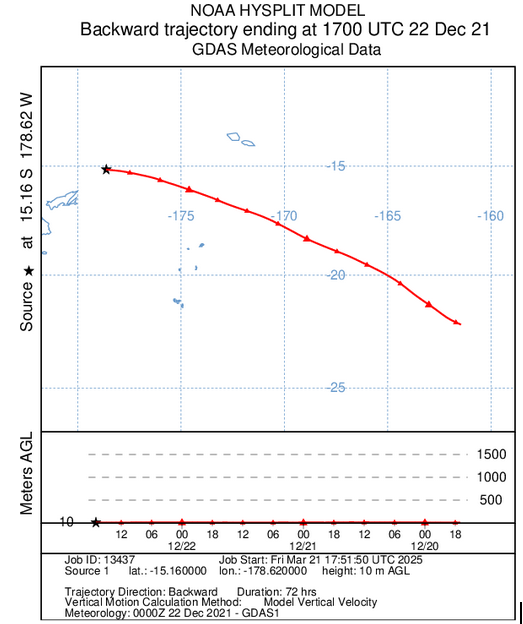 NOAA HYSPLIT MODEL
Backward trajectory ending at 1700 UTC 22 Dec 21
GDAS Meteorological Data
Source ★ at 15.16 S 178.62 W
-15
-175
-170
-165
-160
-20
-25
Meters AGL
1500
1000
500
10
12 06 00 18 12 06 00 18 12 06 00 18
12/22 12/21 12/20
Job ID: 13437 Job Start: Fri Mar 21 17:51:50 UTC 2025
Source 1 lat.: -15.160000 lon.: -178.620000 height: 10 m AGL
Trajectory Direction: Backward Duration: 72 hrs
Vertical Motion Calculation Method: Model Vertical Velocity
Meteorology: 0000Z 22 Dec 2021 - GDAS1